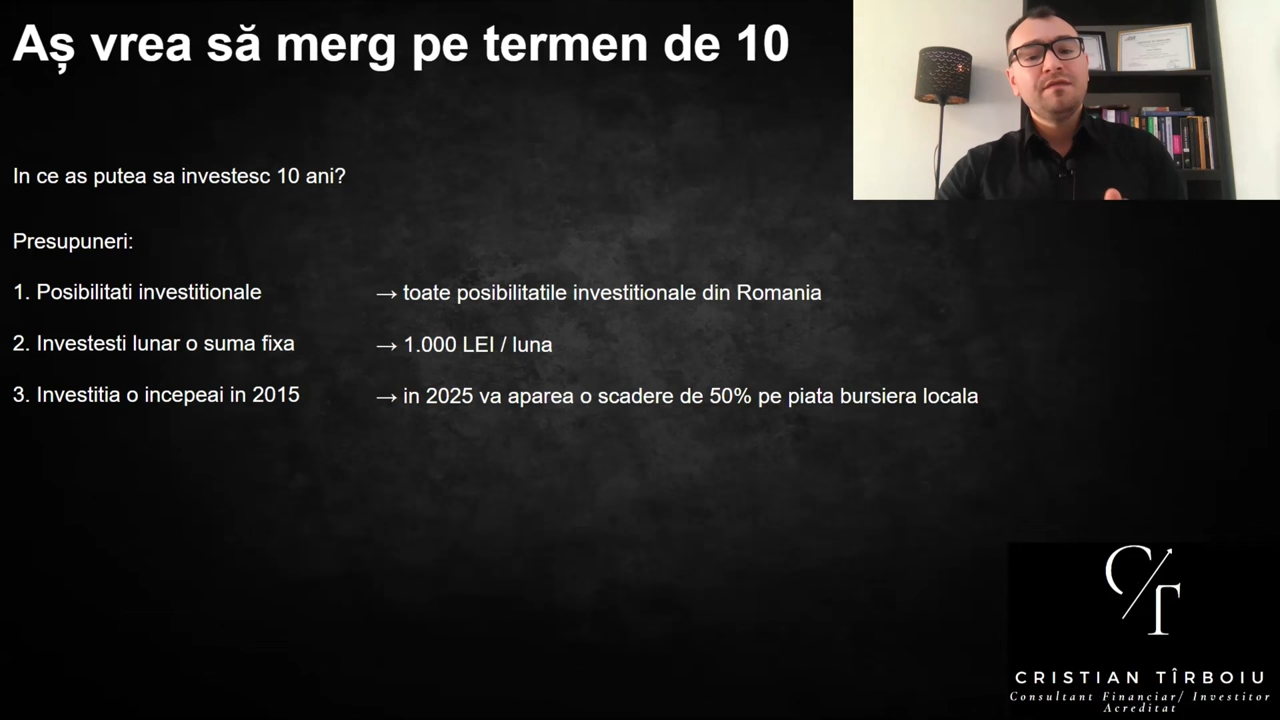 Aș vrea să merg pe termen de 10
In ce as putea sa investesc 10 ani?
Presupuneri:
1. Posibilitati investitionale → toate posibilitatile investitionale din Romania
2. Investesti lunar o suma fixa → 1.000 LEI / luna
3. Investitia o incepeai in 2015 → in 2025 va aparea o scadere de 50% pe piata bursiera locala
CT
CRISTIAN TÎRBOIU
Consultant Financiar/ Investitor
Acreditat